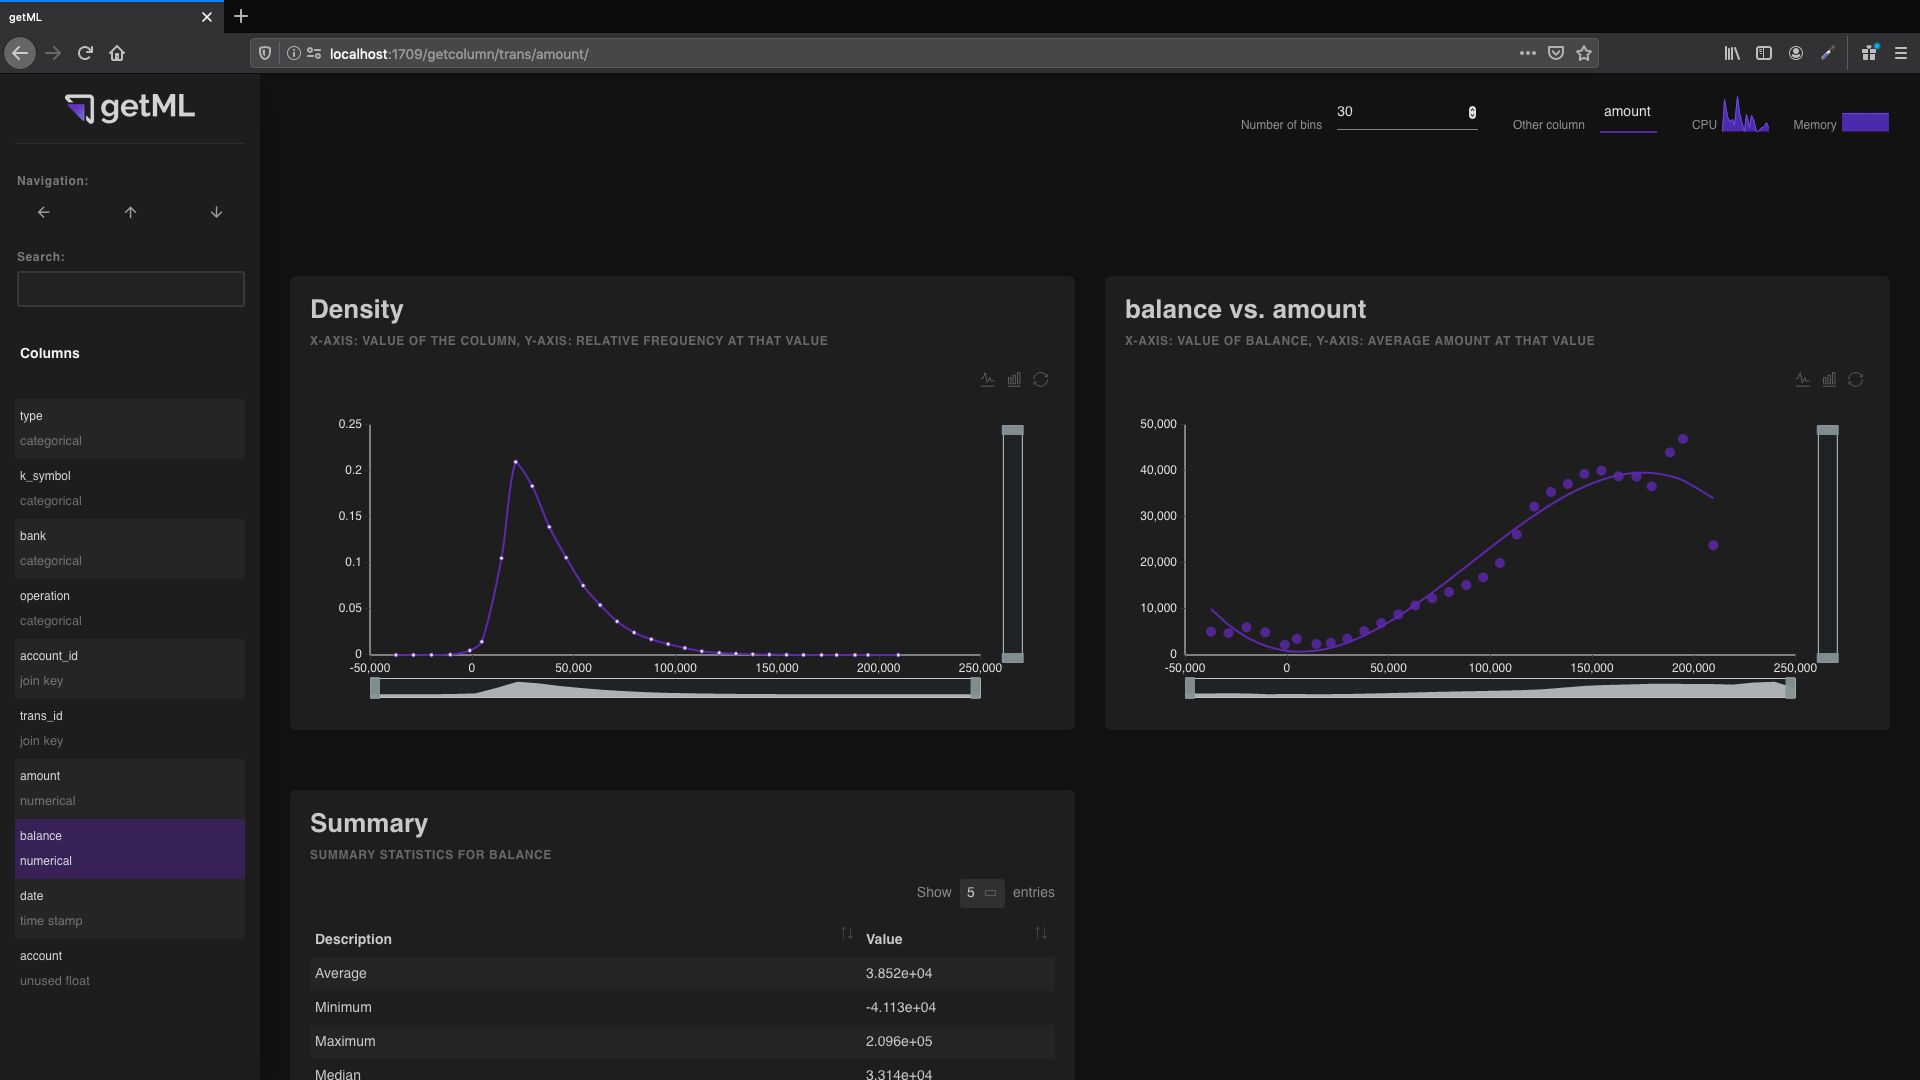 getML
localhost:1709/getcolumn/trans/amount/
getML
Number of bins 30 Other column amount CPU Memory
Navigation:
Search:
Columns
type
categorical
k_symbol
categorical
bank
categorical
operation
categorical
account_id
join key
trans_id
join key
amount
numerical
balance
numerical
date
time stamp
account
unused float
Density
X-AXIS: VALUE OF THE COLUMN, Y-AXIS: RELATIVE FREQUENCY AT THAT VALUE
0.25
0.2
0.15
0.1
0.05
0
-50,000 0 50,000 100,000 150,000 200,000 250,000
balance vs. amount
X-AXIS: VALUE OF BALANCE, Y-AXIS: AVERAGE AMOUNT AT THAT VALUE
50,000
40,000
30,000
20,000
10,000
0
-50,000 0 50,000 100,000 150,000 200,000 250,000
Summary
SUMMARY STATISTICS FOR BALANCE
Show 5 entries
Description Value
Average 3.852e+04
Minimum -4.113e+04
Maximum 2.096e+05
Median 3.314e+04